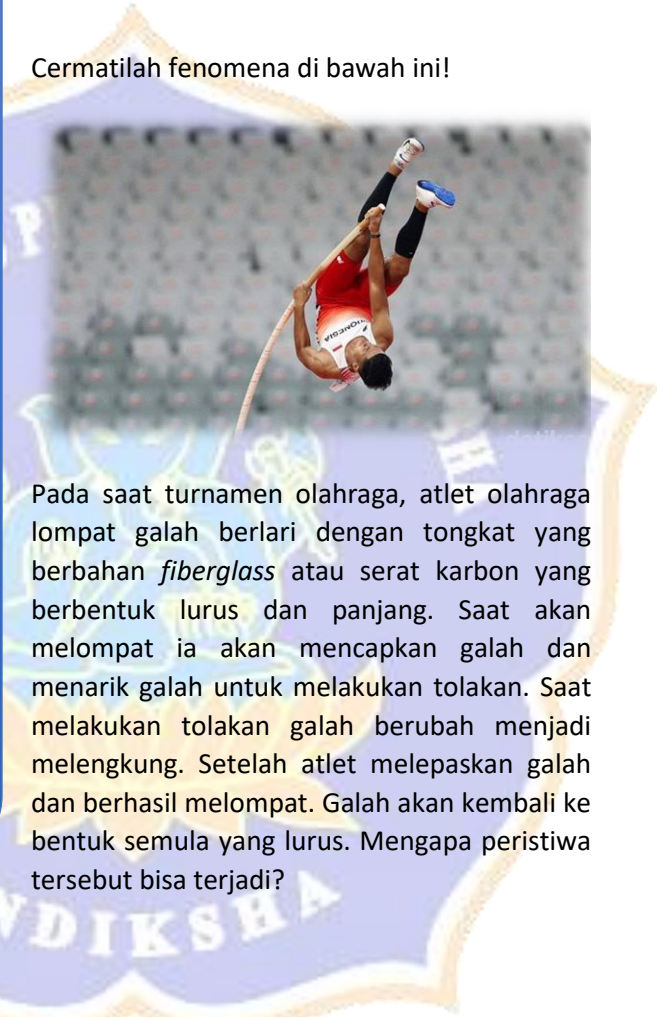 Cermatilah fenomena di bawah ini!
INDONESIA
Pada saat turnamen olahraga, atlet olahraga
lompat galah berlari dengan tongkat yang
berbahan fiberglass atau serat karbon yang
berbentuk lurus dan panjang. Saat akan
melompat ia akan mencapkan galah dan
menarik galah untuk melakukan tolakan. Saat
melakukan tolakan galah berubah menjadi
melengkung. Setelah atlet melepaskan galah
dan berhasil melompat. Galah akan kembali ke
bentuk semula yang lurus. Mengapa peristiwa
tersebut bisa terjadi?
NDIKSHA